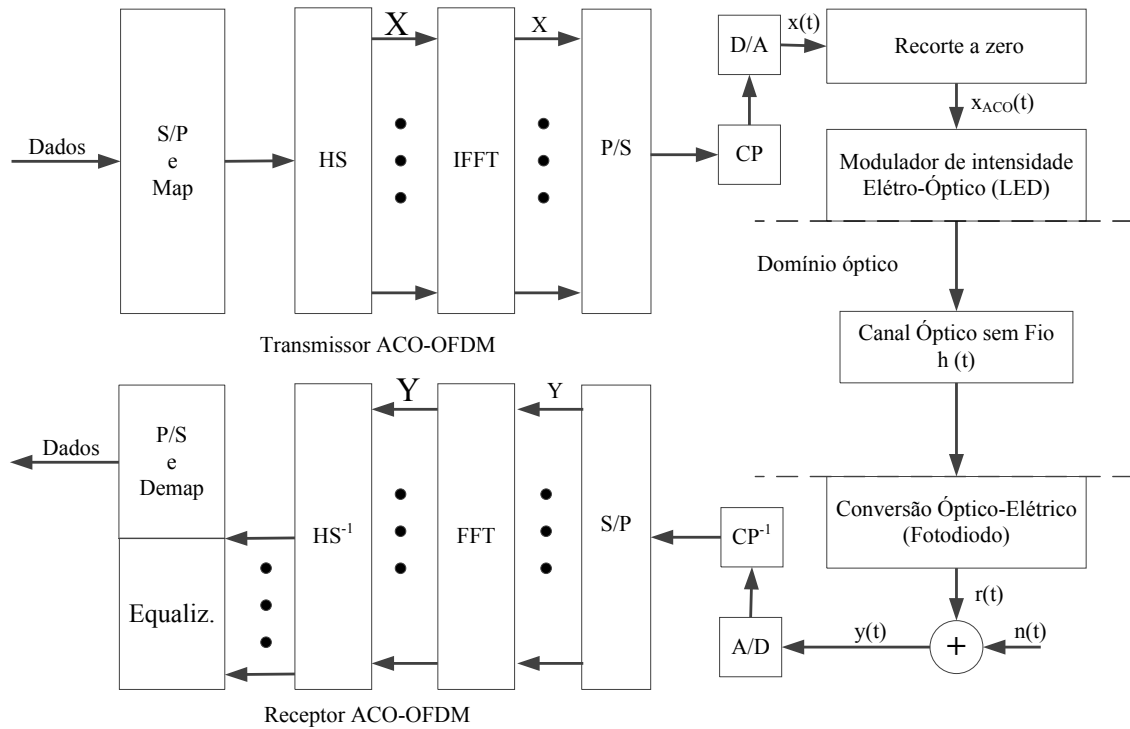 Dados
S/P
e
Map
HS
X
IFFT
X
P/S
CP
D/A
x(t)
Recorte a zero
x_ACO(t)
Modulador de intensidade
Elétro-Óptico (LED)
Domínio óptico
Canal Óptico sem Fio
h (t)
Transmissor ACO-OFDM
Conversão Óptico-Elétrico
(Fotodiodo)
r(t)
n(t)
+
y(t)
A/D
CP-1
S/P
Y
FFT
Y
HS-1
Equaliz.
P/S
e
Demap
Dados
Receptor ACO-OFDM